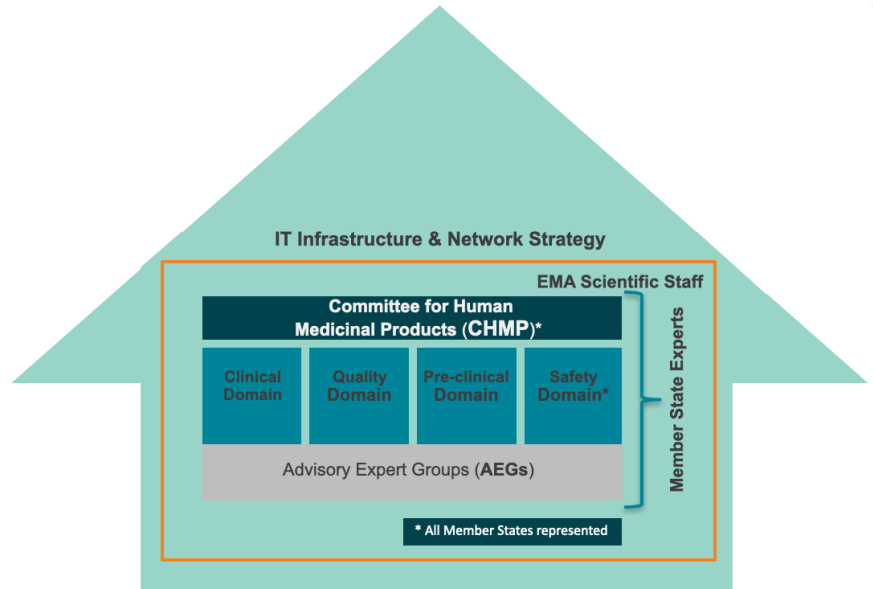 IT Infrastructure & Network Strategy
EMA Scientific Staff
Committee for Human
Medicinal Products (CHMP)*
Clinical
Domain
Quality
Domain
Pre-clinical
Domain
Safety
Domain*
Member State Experts
Advisory Expert Groups (AEGs)
* All Member States represented